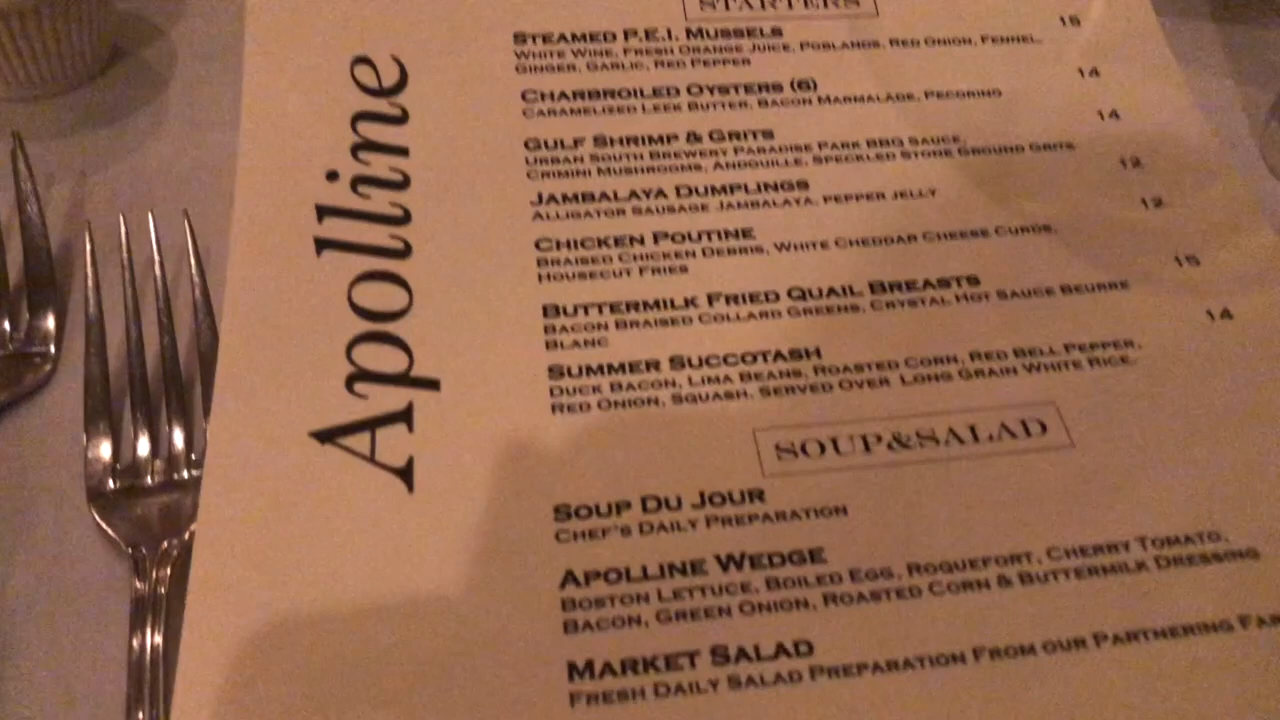 Apolline
STARTERS
STEAMED P.E.I. MUSSELS 15
WHITE WINE, FRESH ORANGE JUICE, POBLANOS, RED ONION, FENNEL,
GINGER, GARLIC, RED PEPPER
CHARBROILED OYSTERS (6) 14
CARAMELIZED LEEK BUTTER, BACON MARMALADE, PECORINO
GULF SHRIMP & GRITS 14
URBAN SOUTH BREWERY PARADISE PARK BBQ SAUCE,
CRIMINI MUSHROOMS, ANDOUILLE, SPECKLED STONE GROUND GRITS
JAMBALAYA DUMPLINGS 12
ALLIGATOR SAUSAGE JAMBALAYA, PEPPER JELLY
CHICKEN POUTINE 12
BRAISED CHICKEN DEBRIS, WHITE CHEDDAR CHEESE CURDS,
HOUSECUT FRIES
BUTTERMILK FRIED QUAIL BREASTS 15
BACON BRAISED COLLARD GREENS, CRYSTAL HOT SAUCE BEURRE
BLANC
SUMMER SUCCOTASH 14
DUCK BACON, LIMA BEANS, ROASTED CORN, RED BELL PEPPER,
RED ONION, SQUASH, SERVED OVER LONG GRAIN WHITE RICE.
SOUP&SALAD
SOUP DU JOUR
CHEF'S DAILY PREPARATION
APOLLINE WEDGE
BOSTON LETTUCE, BOILED EGG, ROQUEFORT, CHERRY TOMATO,
BACON, GREEN ONION, ROASTED CORN & BUTTERMILK DRESSING
MARKET SALAD
FRESH DAILY SALAD PREPARATION FROM OUR PARTNERING